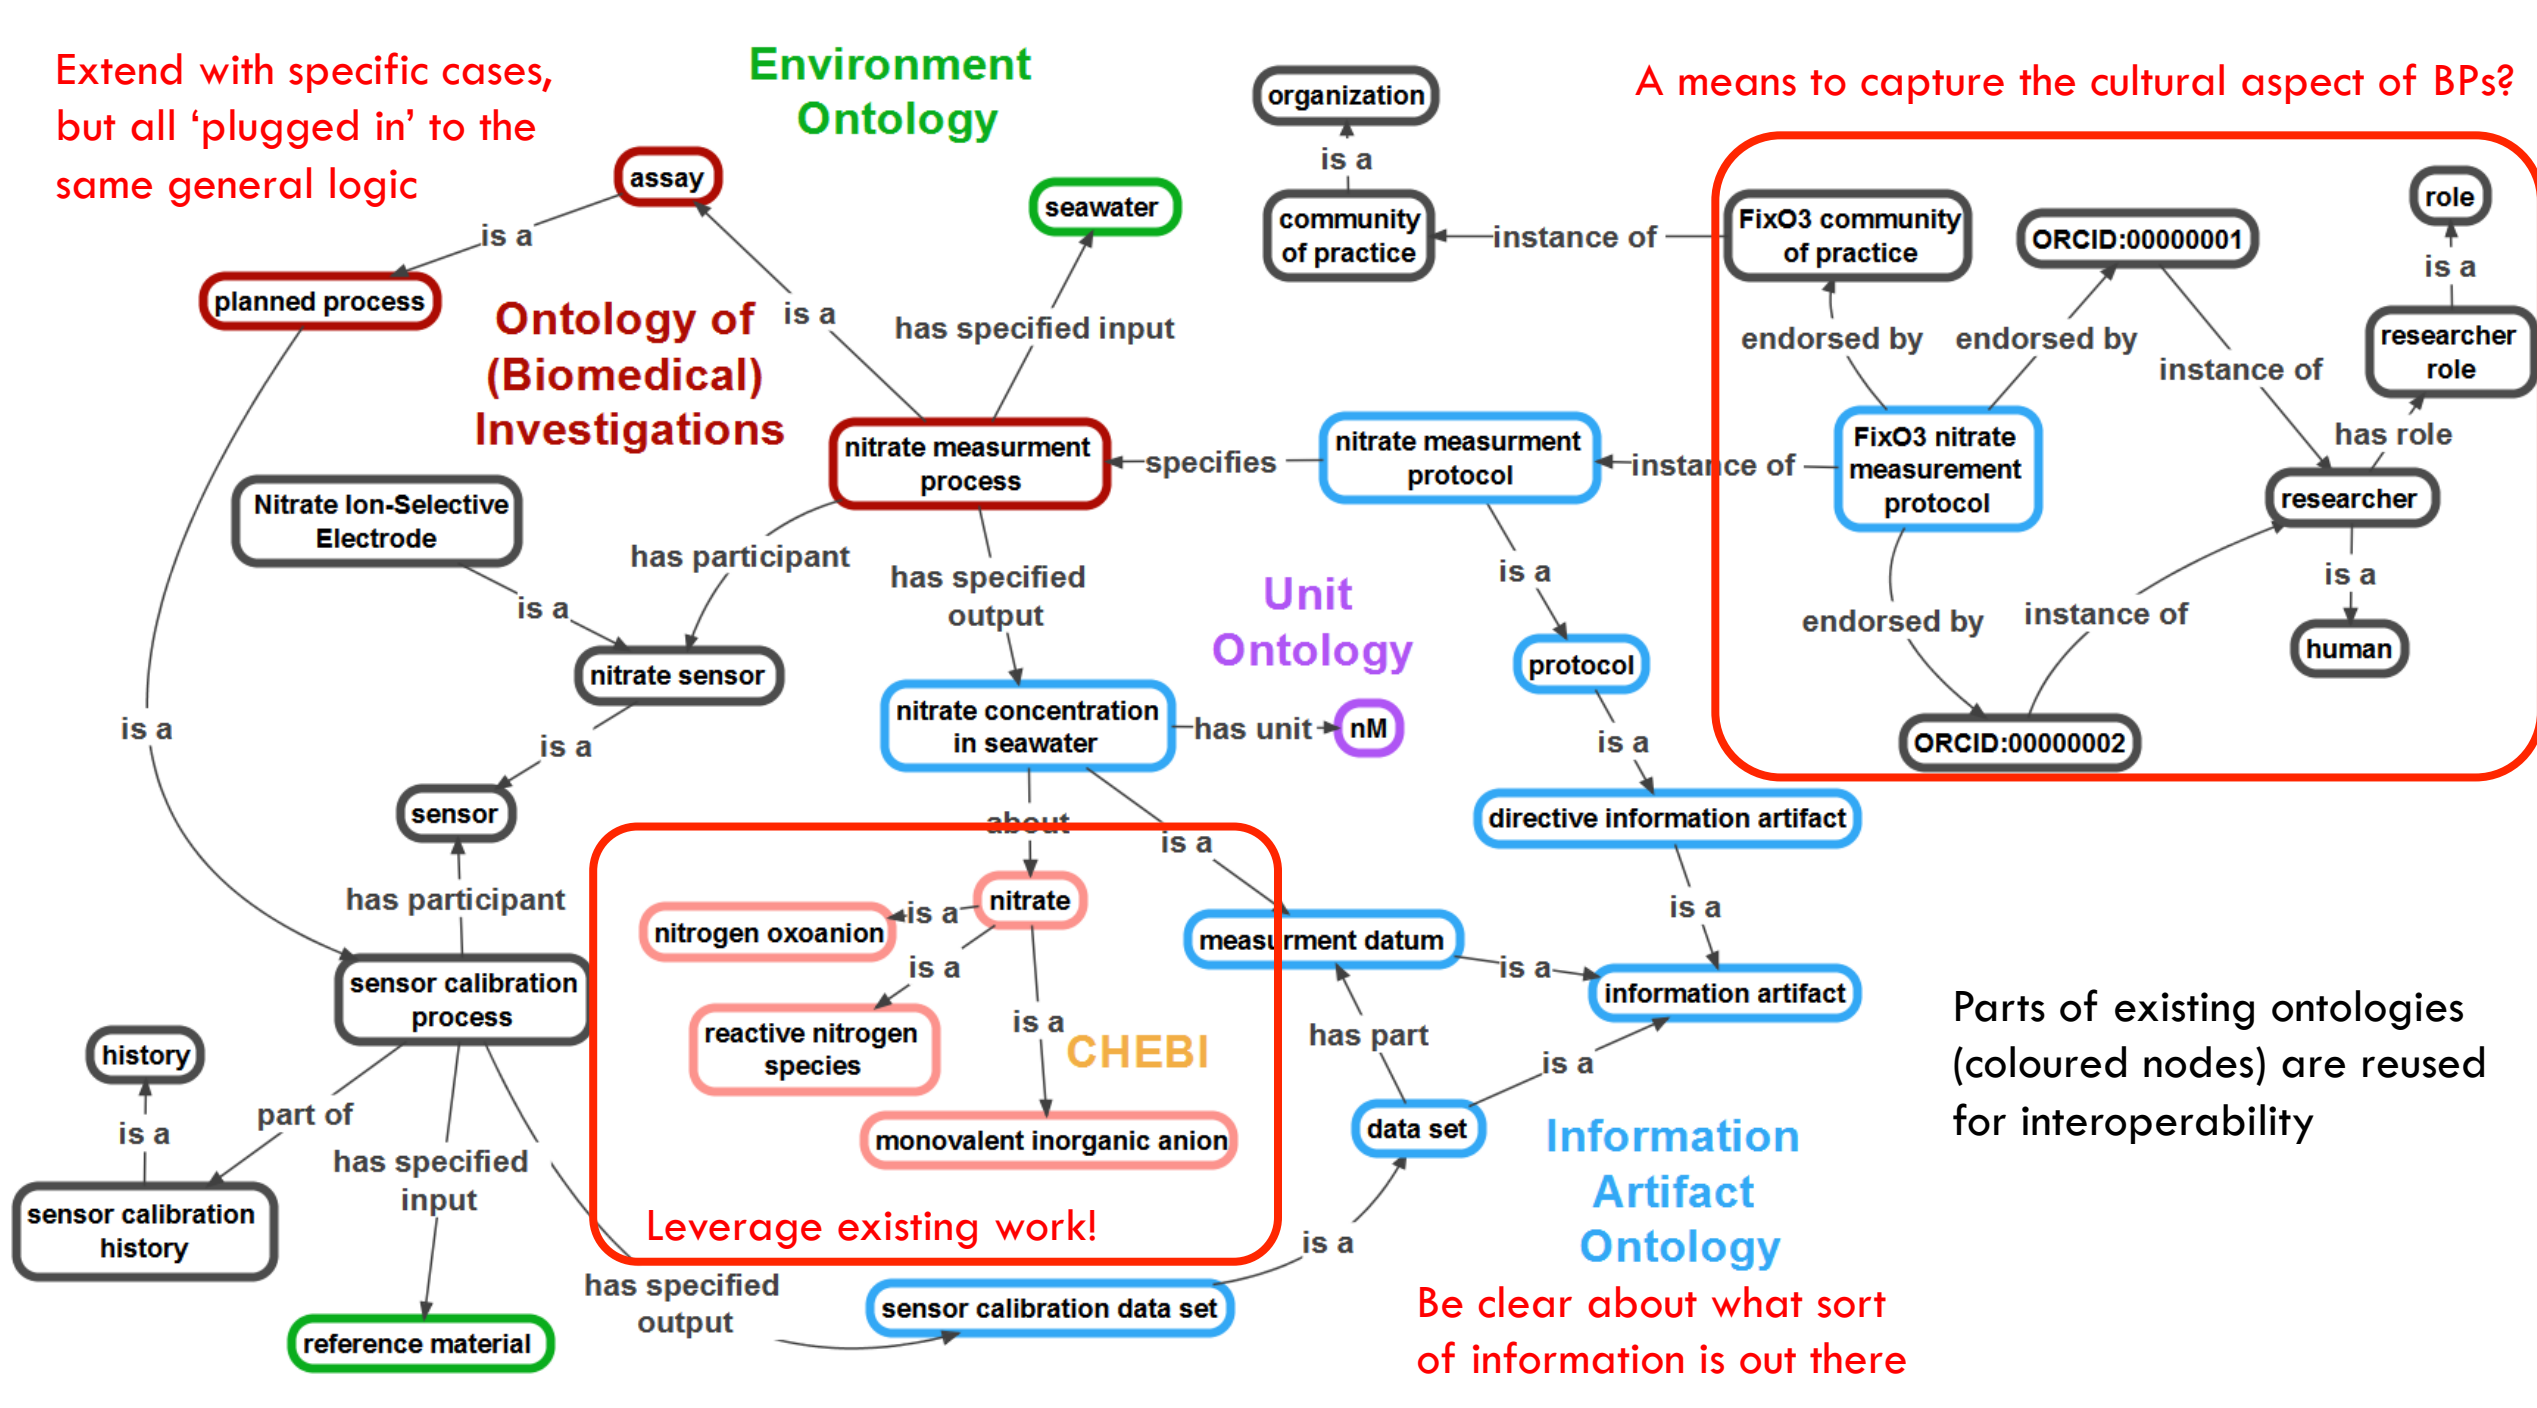 Extend with specific cases,
but all ‘plugged in’ to the
same general logic
Environment
Ontology
A means to capture the cultural aspect of BPs?
organization
is a
assay
seawater
community
of practice
instance of
FixO3 community
of practice
ORCID:00000001
role
is a
researcher
role
is a
planned process
Ontology of
(Biomedical)
Investigations
is a
has specified input
endorsed by
endorsed by
instance of
has role
nitrate measurment
process
specifies
nitrate measurment
protocol
instance of
FixO3 nitrate
measurement
protocol
researcher
Nitrate Ion-Selective
Electrode
has participant
has specified
output
is a
is a
Unit
Ontology
is a
human
endorsed by
instance of
nitrate sensor
protocol
is a
nitrate concentration
in seawater
has unit
nM
is a
ORCID:00000002
is a
sensor
about
is a
directive information artifact
has participant
nitrate
is a
nitrogen oxoanion
is a
measurment datum
is a
is a
information artifact
sensor calibration
process
reactive nitrogen
species
is a
CHEBI
has part
is a
Parts of existing ontologies
(coloured nodes) are reused
for interoperability
history
is a
part of
has specified
input
monovalent inorganic anion
data set
Information
Artifact
Ontology
sensor calibration
history
Leverage existing work!
is a
has specified
output
sensor calibration data set
reference material
Be clear about what sort
of information is out there